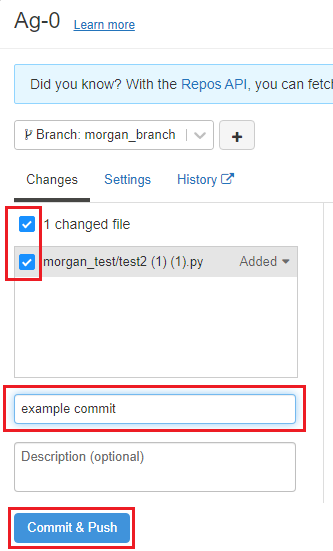 Ag-0 Learn more
Did you know? With the Repos API, you can fetc
Branch: morgan_branch
+
Changes Settings History
1 changed file
morgan_test/test2 (1) (1).py Added
example commit
Description (optional)
Commit & Push